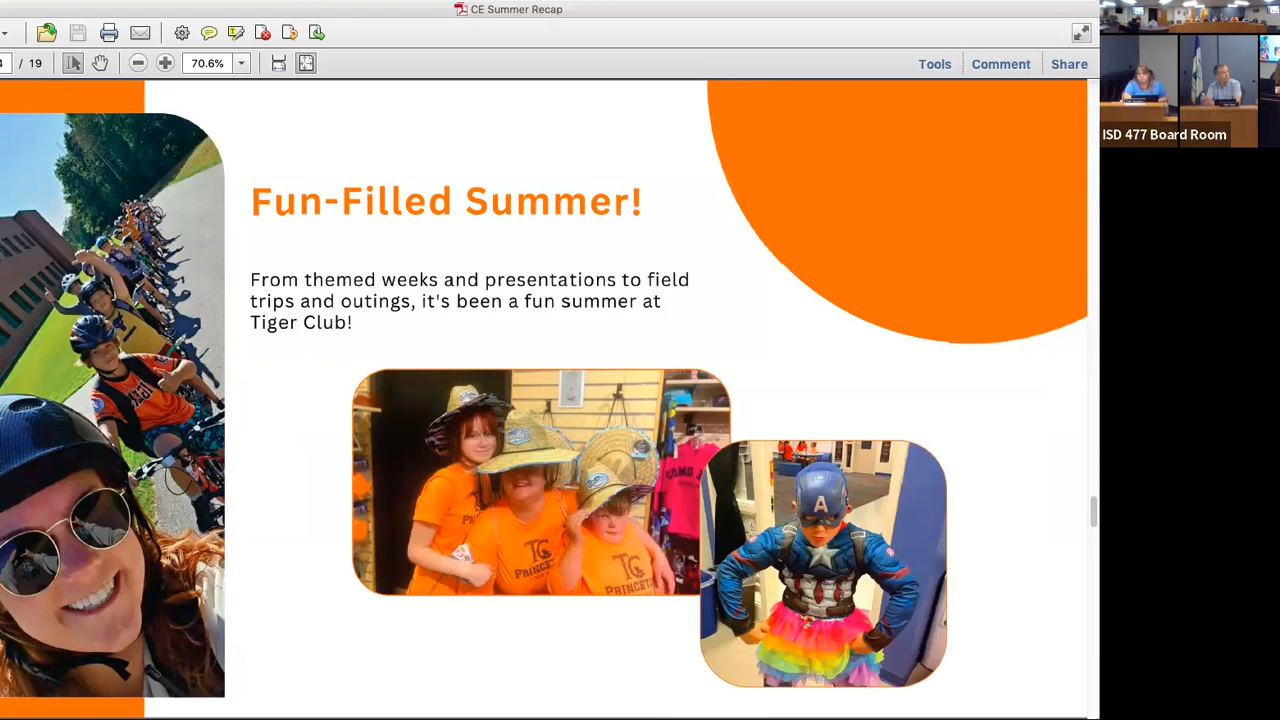 CE Summer Recap
/ 19
70.6%
Tools
Comment
Share
ISD 477 Board Room
Fun-Filled Summer!
From themed weeks and presentations to field
trips and outings, it's been a fun summer at
Tiger Club!
TC
PRINCETON
TC
PRINCETON
A